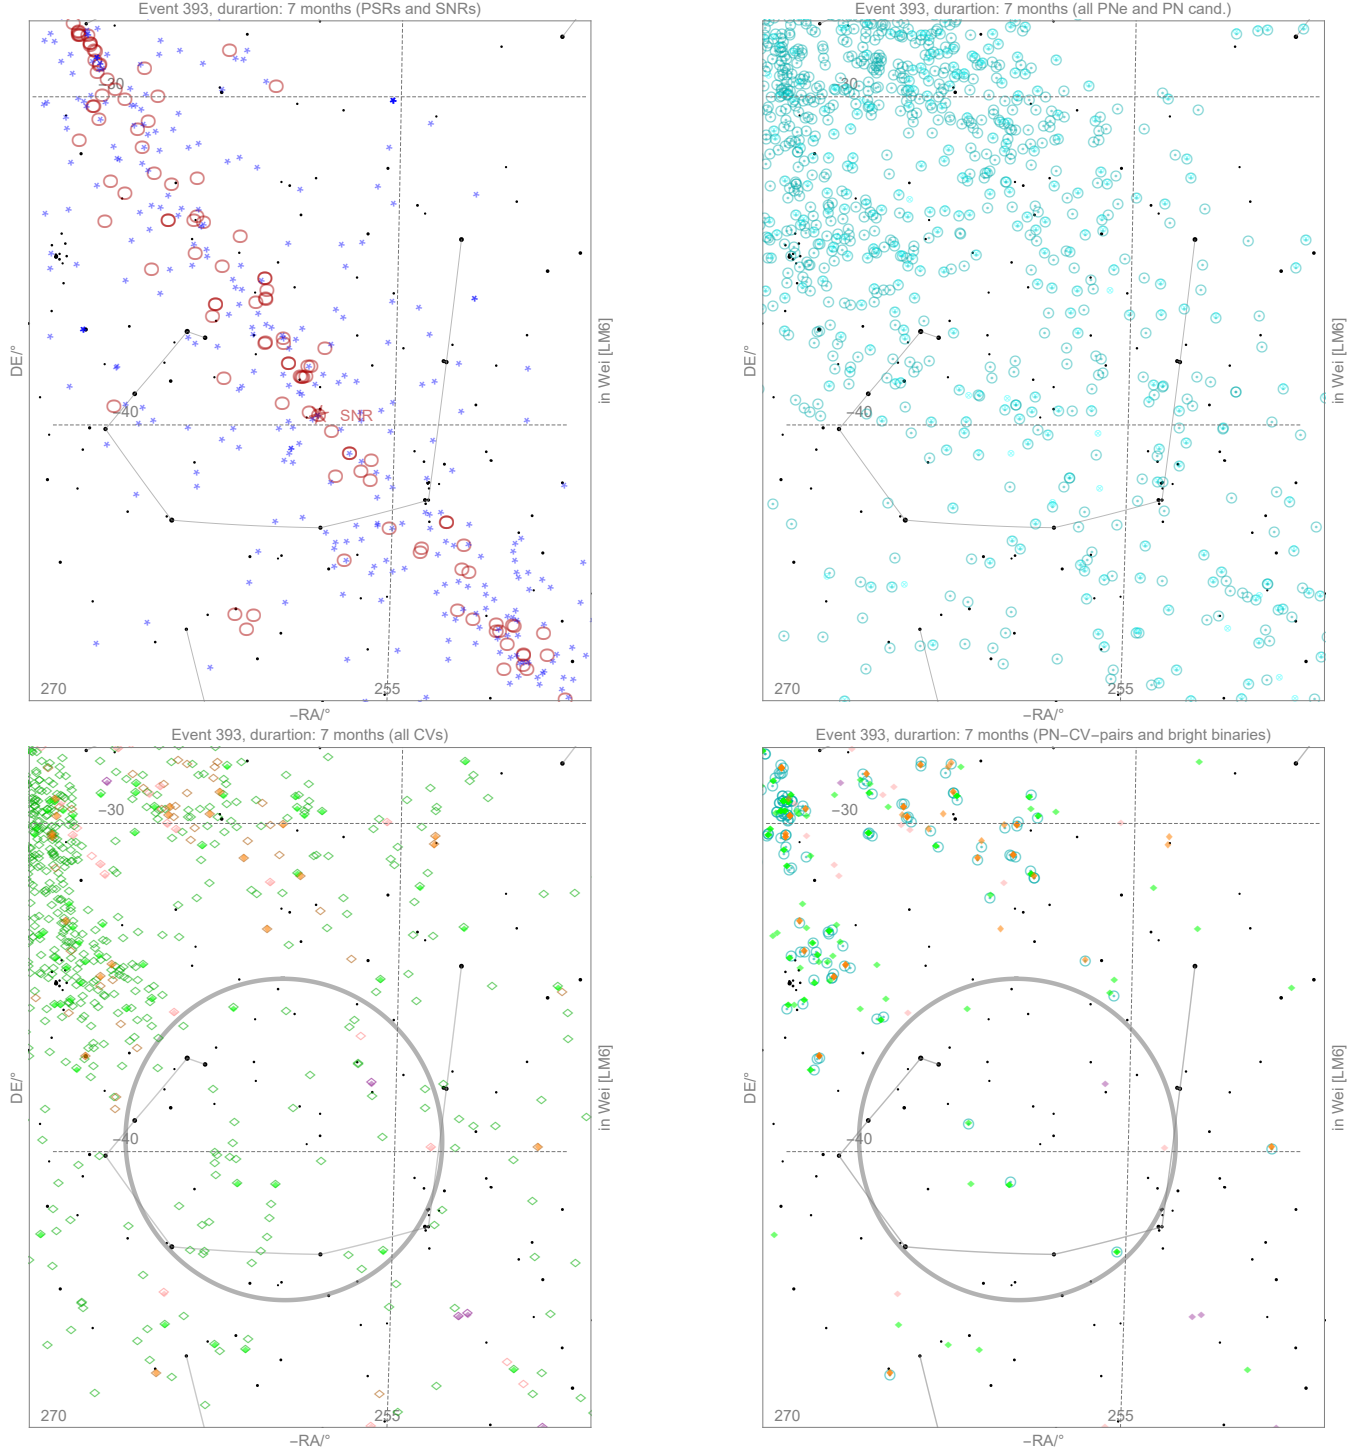 Event 393, durartion: 7 months (PSRs and SNRs)
−30
DE/°
in Wei [LM6]
SNR
−40
270
255
−RA/°
Event 393, durartion: 7 months (all PNe and PN cand.)
−30
DE/°
in Wei [LM6]
−40
270
255
−RA/°
Event 393, durartion: 7 months (all CVs)
−30
DE/°
in Wei [LM6]
−40
270
255
−RA/°
Event 393, durartion: 7 months (PN−CV−pairs and bright binaries)
−30
DE/°
in Wei [LM6]
−40
270
255
−RA/°